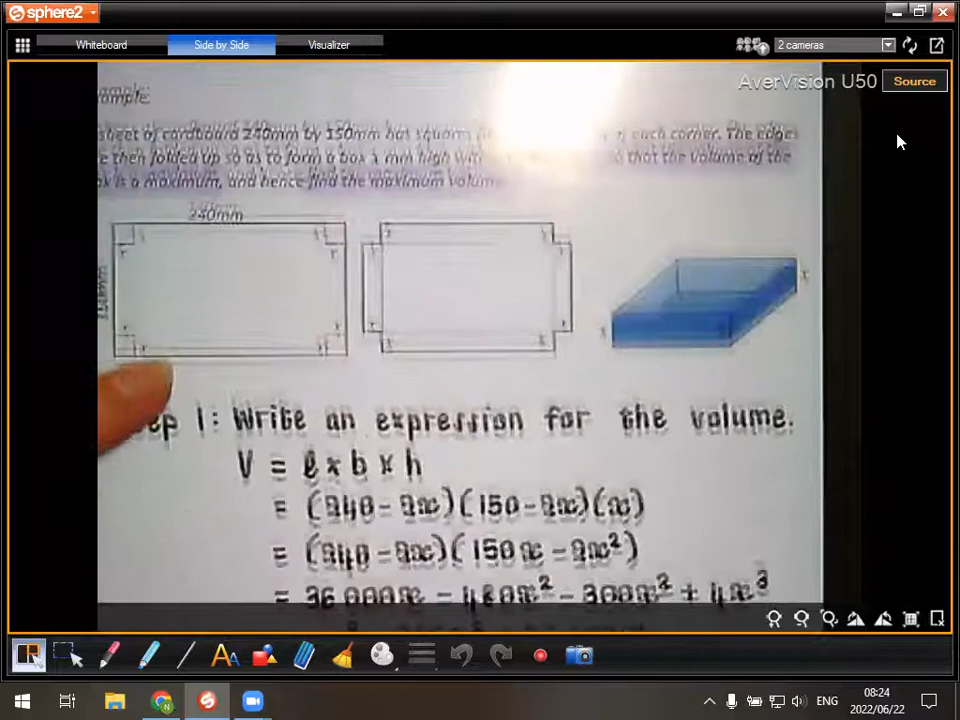 sphere2
Whiteboard
Side by Side
Visualizer
2 cameras
AverVision U50
Source
ample:
sheet of cardboard 240mm by 150mm has square each corner. The edges
e then folded up so as to form a box x mm high with that the volume of the
ox is a maximum, and hence find the maximum volume
240mm
ep 1: Write an expression for the volume.
V = l × b × h
= (240 - 2x)(150 - 2x)(x)
= (240 - 2x)(150x - 2x²)
= 36 000x - 480x² - 300x² + 4x³
ENG
08:24
2022/06/22